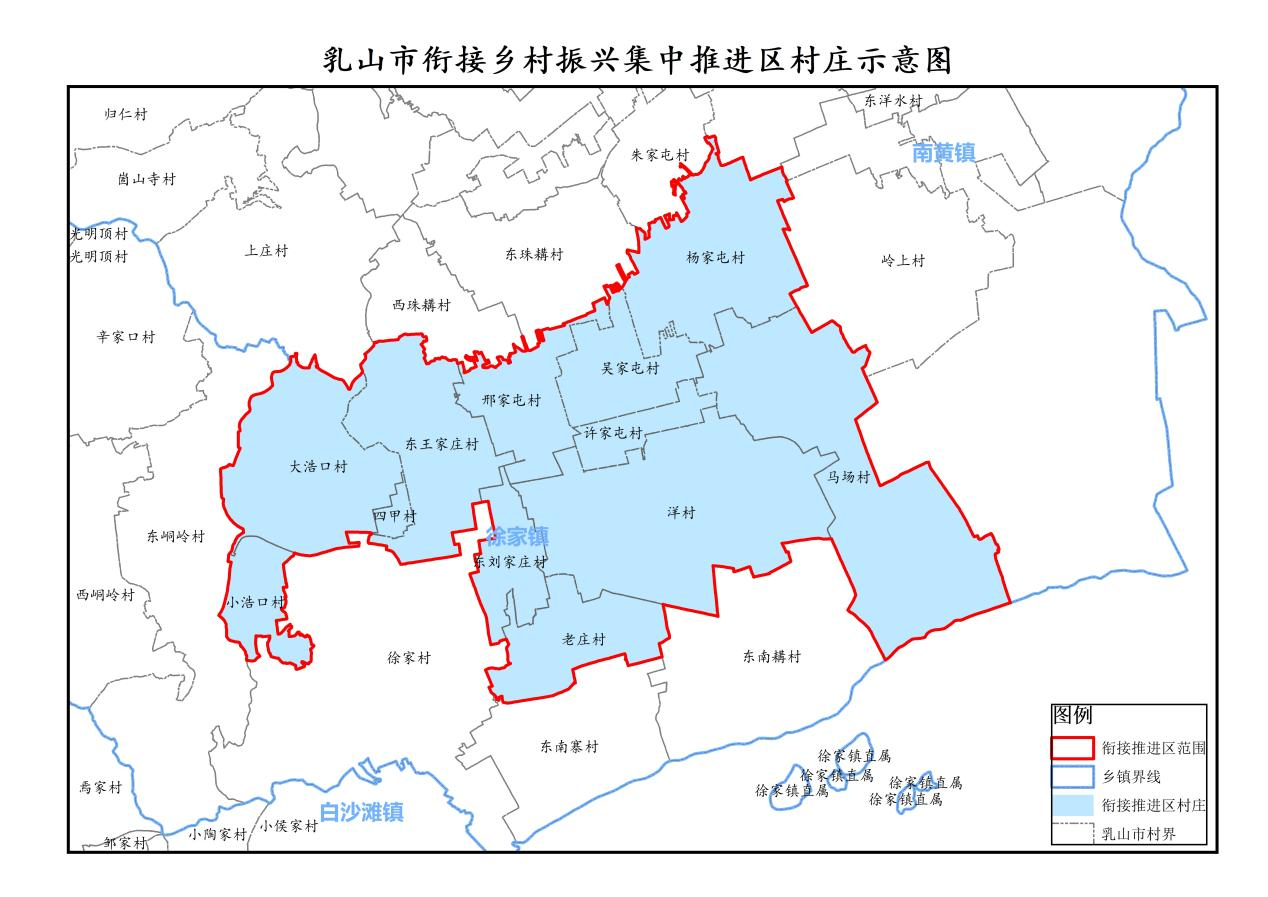 乳山市衔接乡村振兴集中推进区村庄示意图
归仁村
东洋水村
南黄镇
朱家屯村
崮山寺村
光明顶村
光明顶村
上庄村
东珠耩村
杨家屯村
岭上村
西珠耩村
辛家口村
吴家屯村
邢家屯村
许家屯村
东王家庄村
大浩口村
马场村
四甲村
洋村
东峒岭村
徐家镇
东刘家庄村
西峒岭村
小浩口村
老庄村
徐家村
东南耩村
东南寨村
徐家镇直属
徐家镇直属
徐家镇直属
徐家镇直属
徐家镇直属
焉家村
白沙滩镇
小侯家村
小陶家村
邹家村
图例
衔接推进区范围
乡镇界线
衔接推进区村庄
乳山市村界